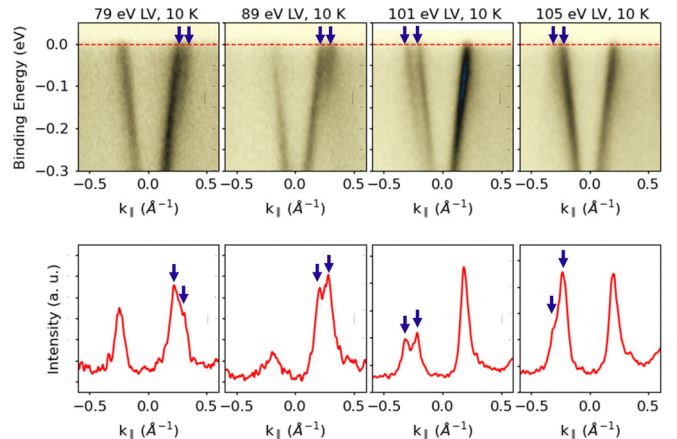 79 eV LV, 10 K
89 eV LV, 10 K
101 eV LV, 10 K
105 eV LV, 10 K
Binding Energy (eV)
0.0
−0.1
−0.2
−0.3
−0.5 0.0 0.5
−0.5 0.0 0.5
−0.5 0.0 0.5
−0.5 0.0 0.5
k∥ (Å⁻¹)
k∥ (Å⁻¹)
k∥ (Å⁻¹)
k∥ (Å⁻¹)
Intensity (a. u.)
−0.5 0.0 0.5
−0.5 0.0 0.5
−0.5 0.0 0.5
−0.5 0.0 0.5
k∥ (Å⁻¹)
k∥ (Å⁻¹)
k∥ (Å⁻¹)
k∥ (Å⁻¹)